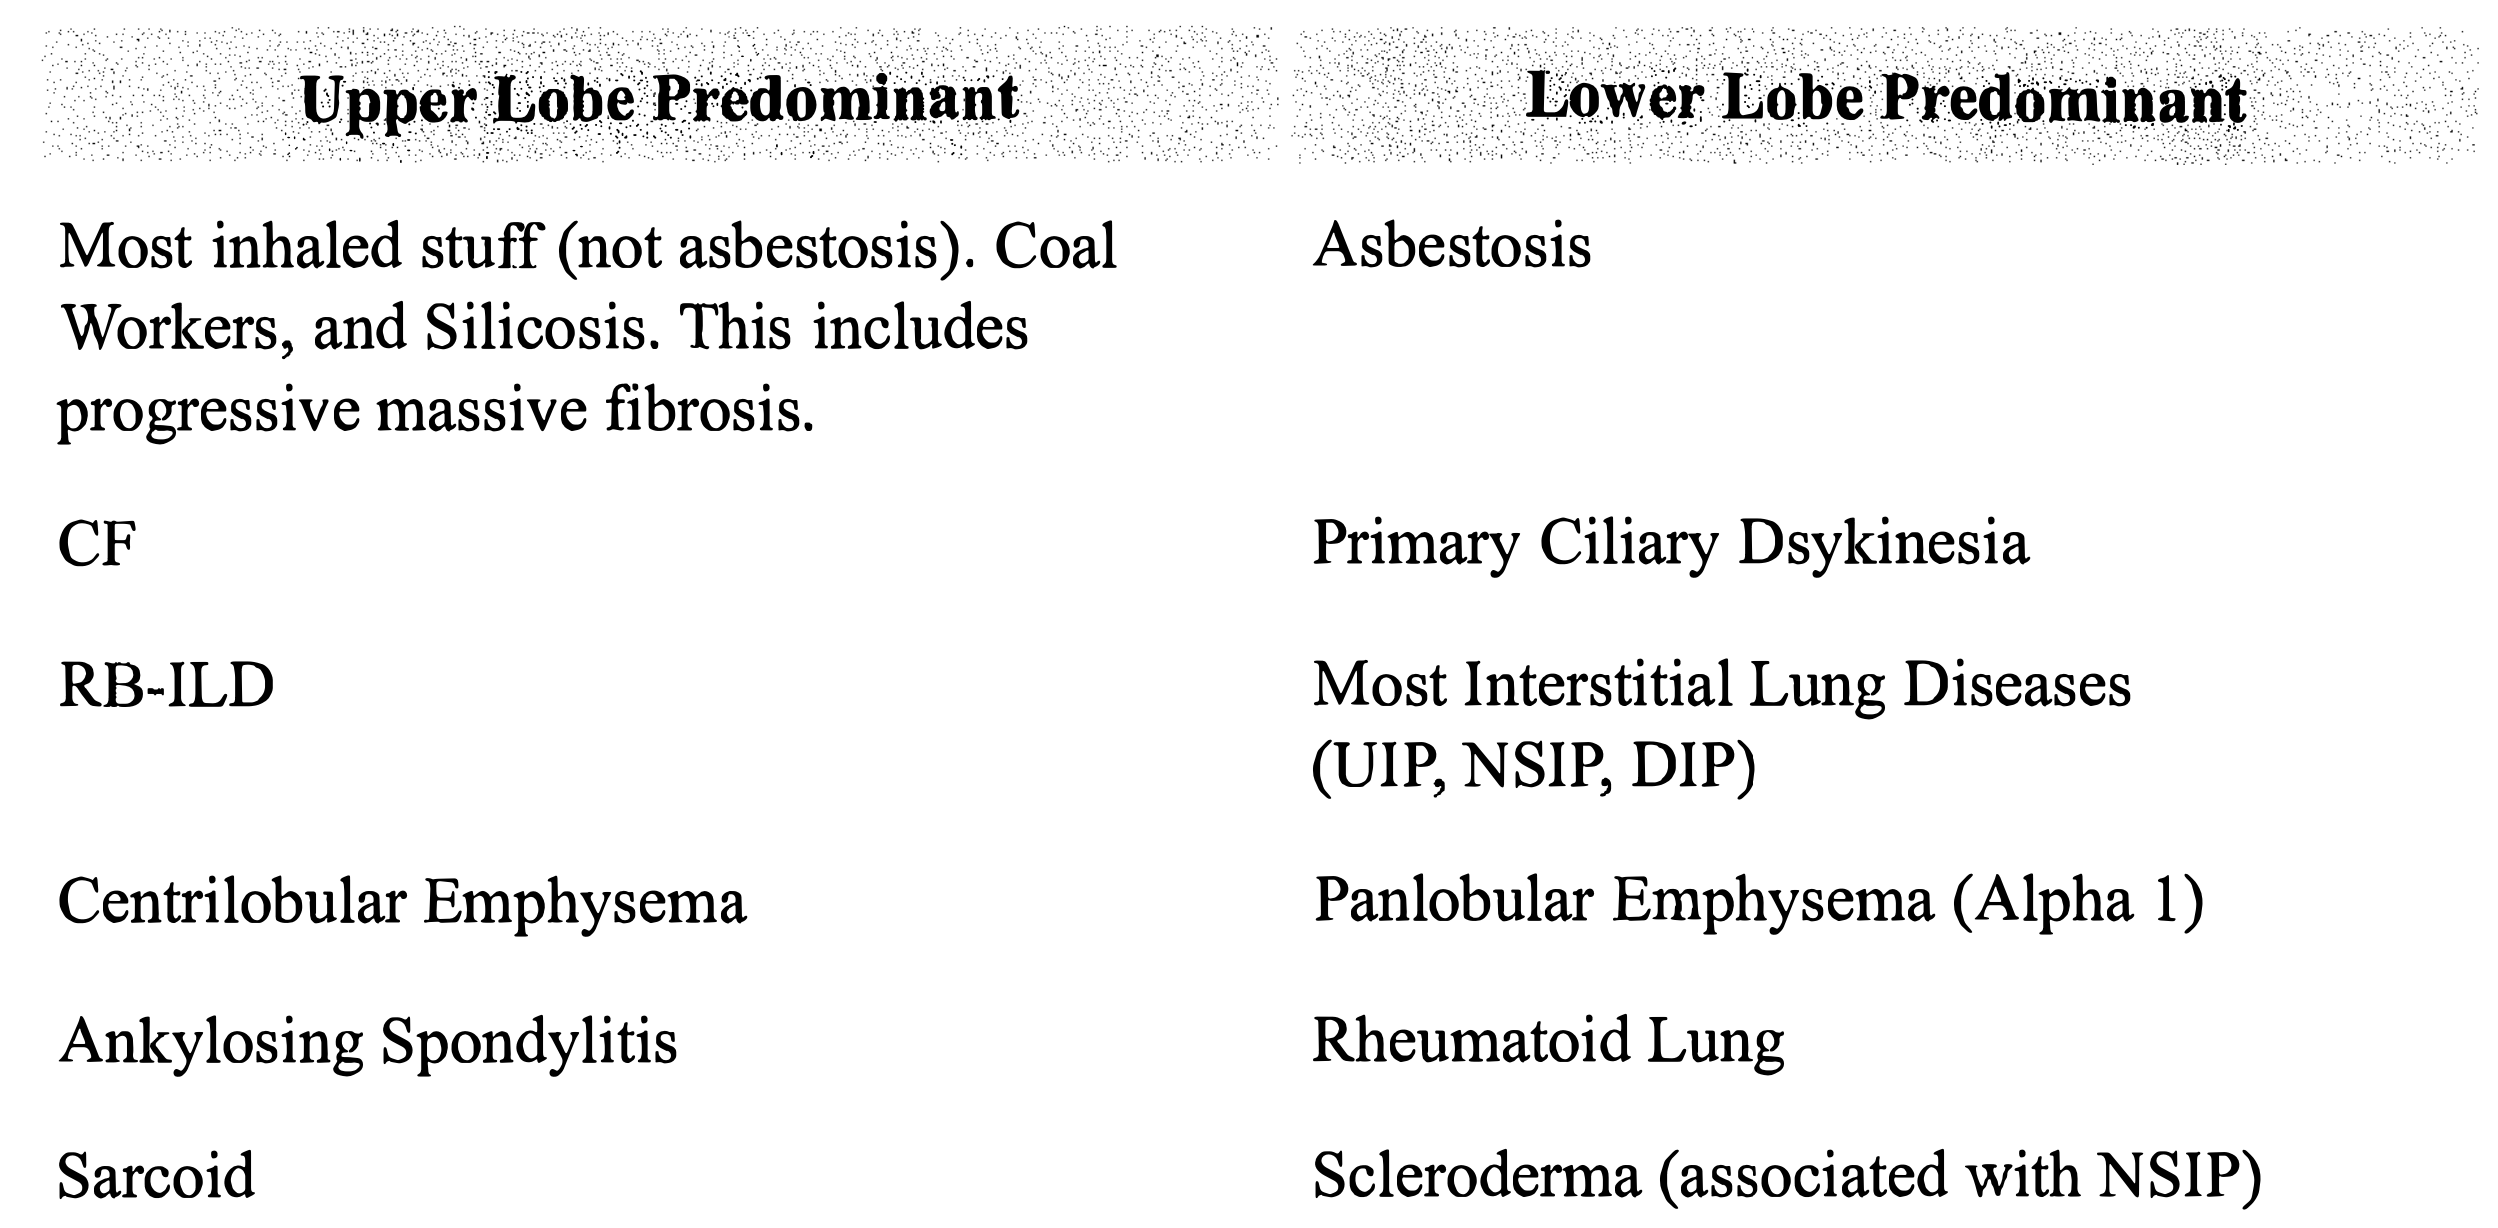 Upper Lobe Predominant
Lower Lobe Predominant
Most inhaled stuff (not asbestosis). Coal
Workers, and Silicosis. This includes
progressive massive fibrosis.
Asbestosis
CF
Primary Ciliary Dsykinesia
RB-ILD
Most Interstitial Lung Diseases
(UIP, NSIP, DIP)
Centrilobular Emphysema
Panlobular Emphysema (Alpha 1)
Ankylosing Spondylitis
Rheumatoid Lung
Sarcoid
Scleroderma (associated with NSIP)